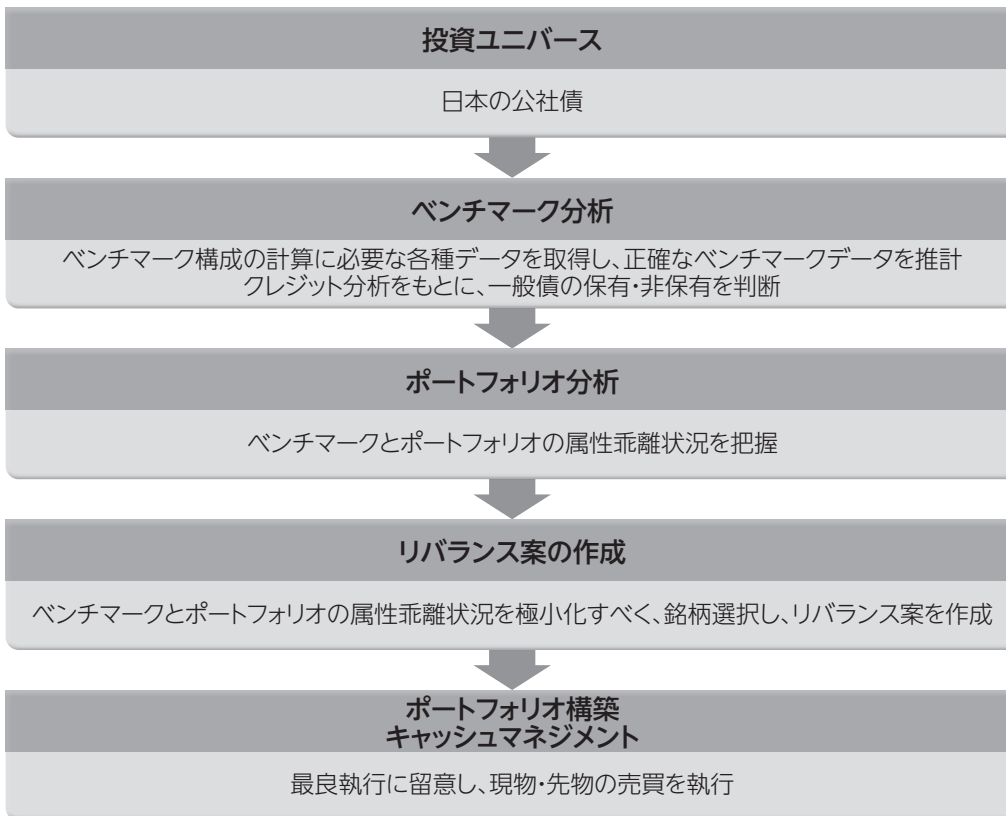 投資ユニバース
日本の公社債
ベンチマーク分析
ベンチマーク構成の計算に必要な各種データを取得し、正確なベンチマークデータを推計
クレジット分析をもとに、一般債の保有・非保有を判断
ポートフォリオ分析
ベンチマークとポートフォリオの属性乖離状況を把握
リバランス案の作成
ベンチマークとポートフォリオの属性乖離状況を極小化すべく、銘柄選択し、リバランス案を作成
ポートフォリオ構築
キャッシュマネジメント
最良執行に留意し、現物・先物の売買を執行